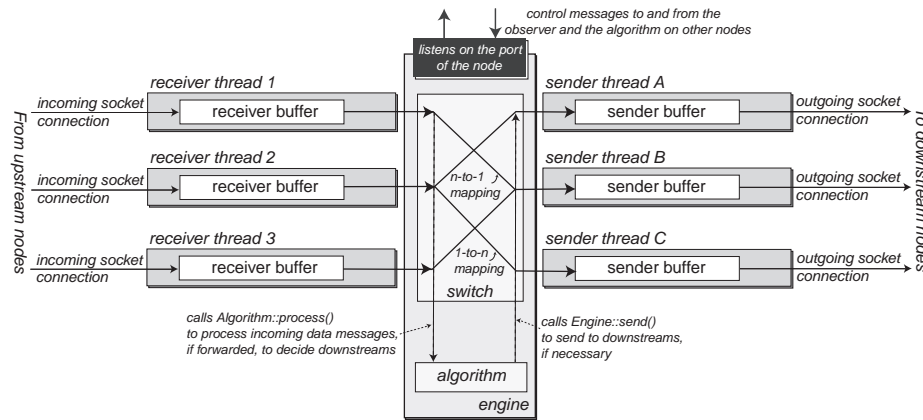 control messages to and from the
observer and the algorithm on other nodes
listens on the port
of the node
receiver thread 1
sender thread A
incoming socket
connection
receiver buffer
sender buffer
outgoing socket
connection
From upstream nodes
To downstream nodes
receiver thread 2
sender thread B
incoming socket
connection
receiver buffer
n-to-1
mapping
sender buffer
outgoing socket
connection
receiver thread 3
sender thread C
incoming socket
connection
receiver buffer
1-to-n
mapping
sender buffer
outgoing socket
connection
switch
calls Algorithm::process()
to process incoming data messages,
if forwarded, to decide downstreams
calls Engine::send()
to send to downstreams,
if necessary
algorithm
engine